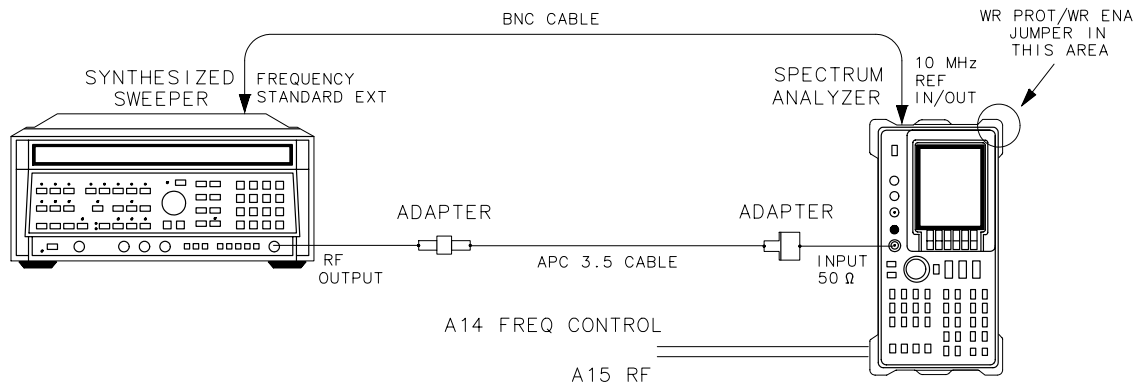 BNC CABLE
WR PROT/WR ENA
JUMPER IN
THIS AREA
SYNTHESIZED
SWEEPER
FREQUENCY
STANDARD EXT
SPECTRUM
ANALYZER
10 MHz
REF
IN/OUT
ADAPTER
ADAPTER
RF
OUTPUT
APC 3.5 CABLE
INPUT
50 Ω
A14 FREQ CONTROL
A15 RF